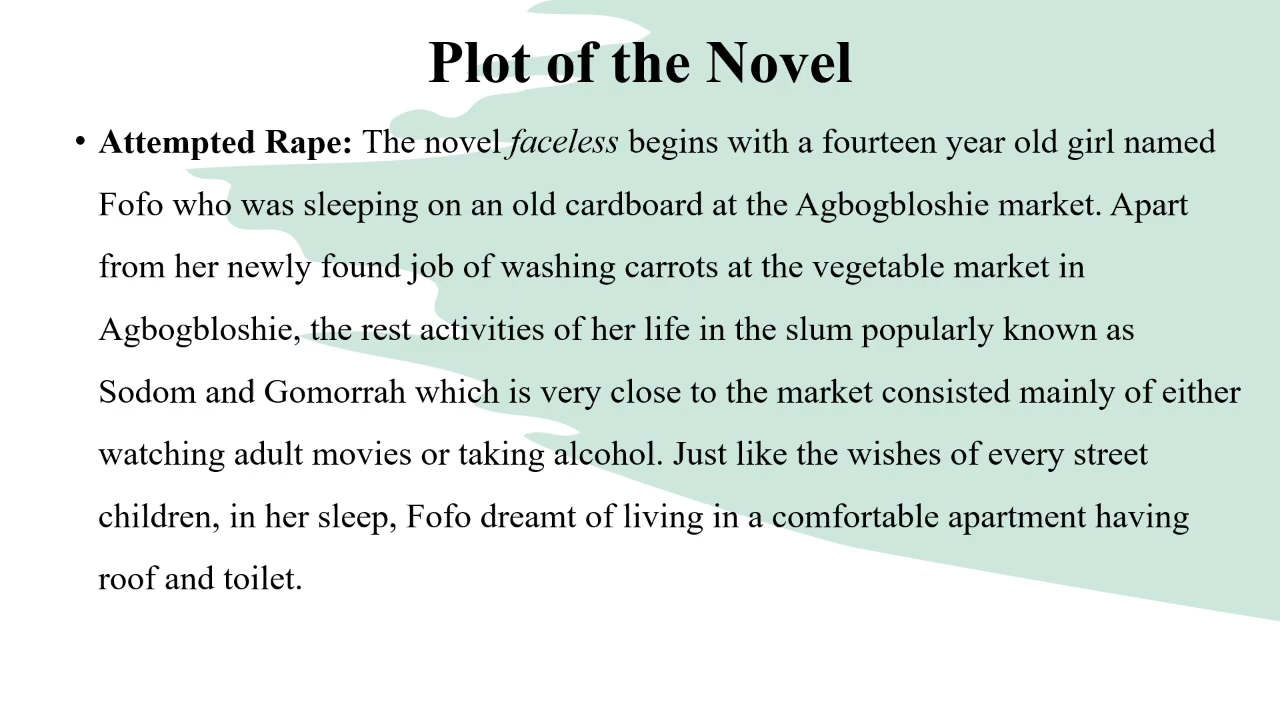 Plot of the Novel
• Attempted Rape: The novel faceless begins with a fourteen year old girl named
Fofo who was sleeping on an old cardboard at the Agbogbloshie market. Apart
from her newly found job of washing carrots at the vegetable market in
Agbogbloshie, the rest activities of her life in the slum popularly known as
Sodom and Gomorrah which is very close to the market consisted mainly of either
watching adult movies or taking alcohol. Just like the wishes of every street
children, in her sleep, Fofo dreamt of living in a comfortable apartment having
roof and toilet.